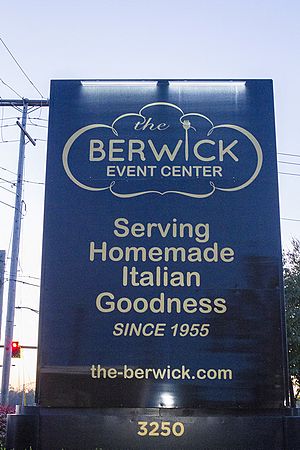 the
BERWICK
EVENT CENTER
Serving
Homemade
Italian
Goodness
SINCE 1955
the-berwick.com
3250